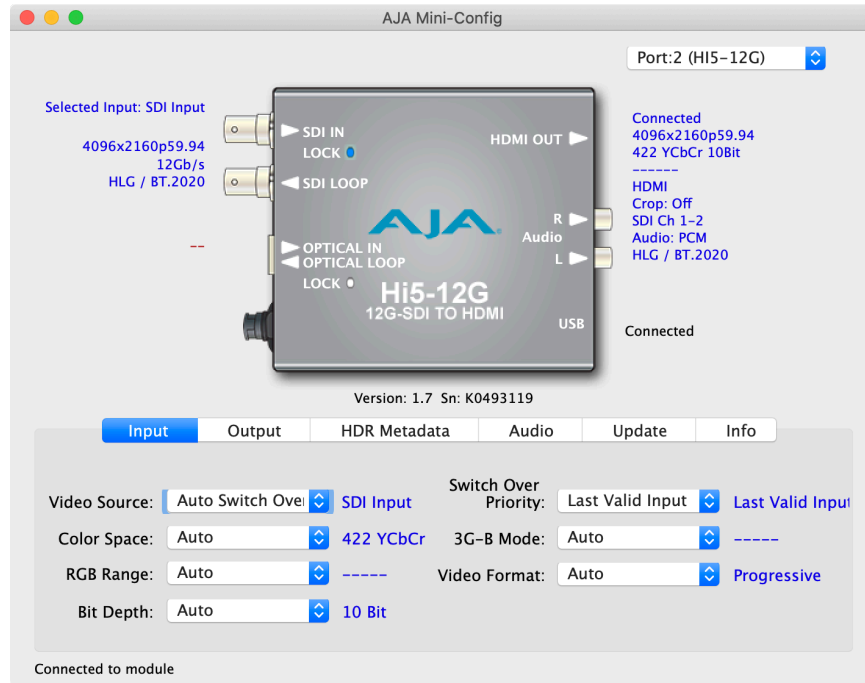 AJA Mini-Config
Port:2 (HI5-12G)
Selected Input: SDI Input
4096x2160p59.94
12Gb/s
HLG / BT.2020
--
SDI IN
LOCK
SDI LOOP
OPTICAL IN
OPTICAL LOOP
LOCK
AJA
Hi5-12G
12G-SDI TO HDMI
HDMI OUT
R
Audio
L
USB
Connected
4096x2160p59.94
422 YCbCr 10Bit
------
HDMI
Crop: Off
SDI Ch 1-2
Audio: PCM
HLG / BT.2020
Connected
Version: 1.7 Sn: K0493119
Input Output HDR Metadata Audio Update Info
Video Source: Auto Switch Over SDI Input
Color Space: Auto 422 YCbCr
RGB Range: Auto -----
Bit Depth: Auto 10 Bit
Switch Over
Priority: Last Valid Input Last Valid Input
3G-B Mode: Auto -----
Video Format: Auto Progressive
Connected to module